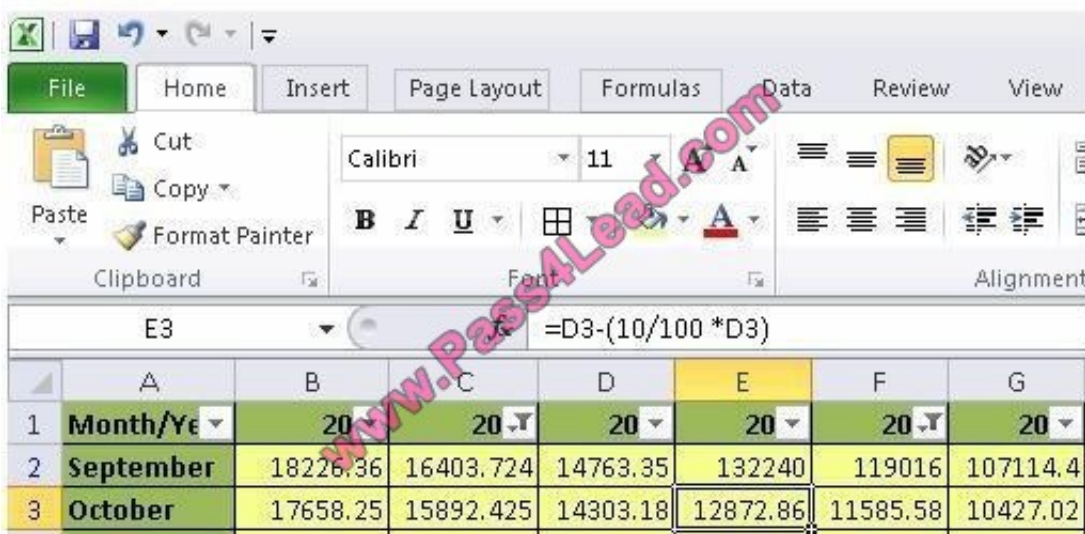 File Home Insert Page Layout Formulas Data Review View
Cut
Calibri 11 A A
Copy
Paste
B I U A
Format Painter
Clipboard Font Alignment
E3 fx =D3-(10/100 *D3)
A B C D E F G
1 Month/Ye 20 20 20 20 20 20
2 September 18226.36 16403.724 14763.35 132240 119016 107114.4
3 October 17658.25 15892.425 14303.18 12872.86 11585.58 10427.02
www.Pass4Lead.com